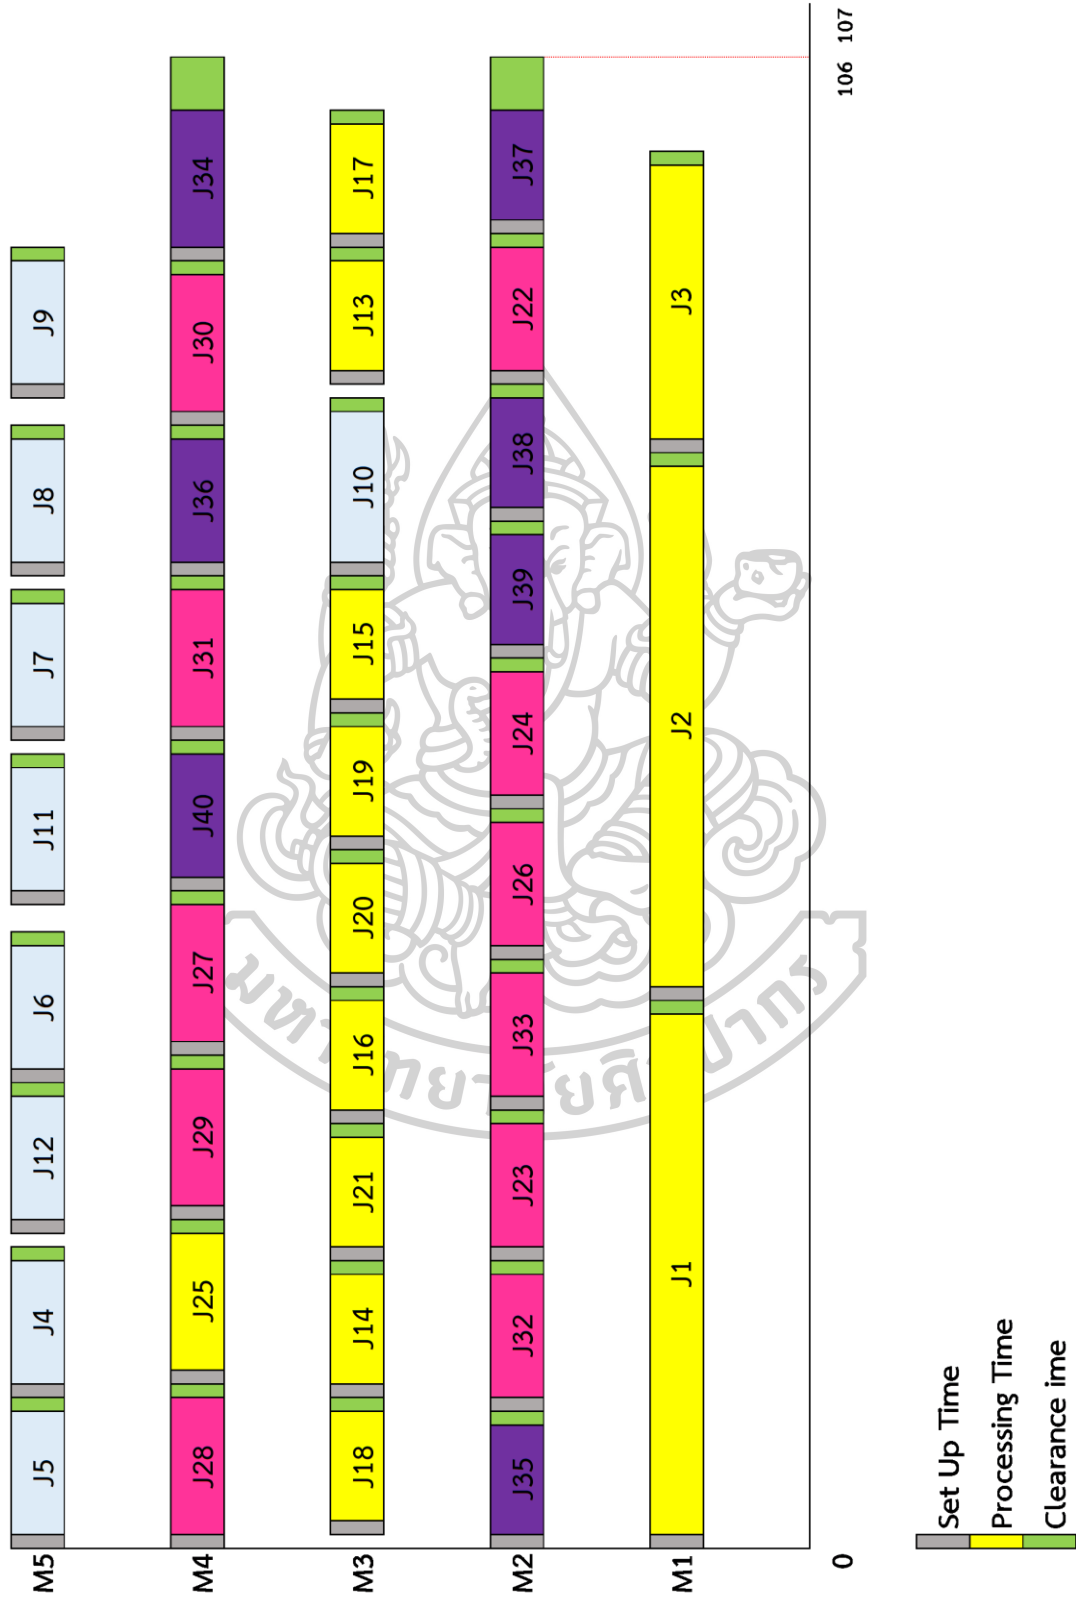 M5 J5 J4 J12 J6 J11 J7 J8 J9
M4 J28 J25 J29 J27 J40 J31 J36 J30 J34
M3 J18 J14 J21 J16 J20 J19 J15 J10 J13 J17
M2 J35 J32 J23 J33 J26 J24 J39 J38 J22 J37
M1 J1 J2 J3
0 106 107
Set Up Time
Processing Time
Clearance ime